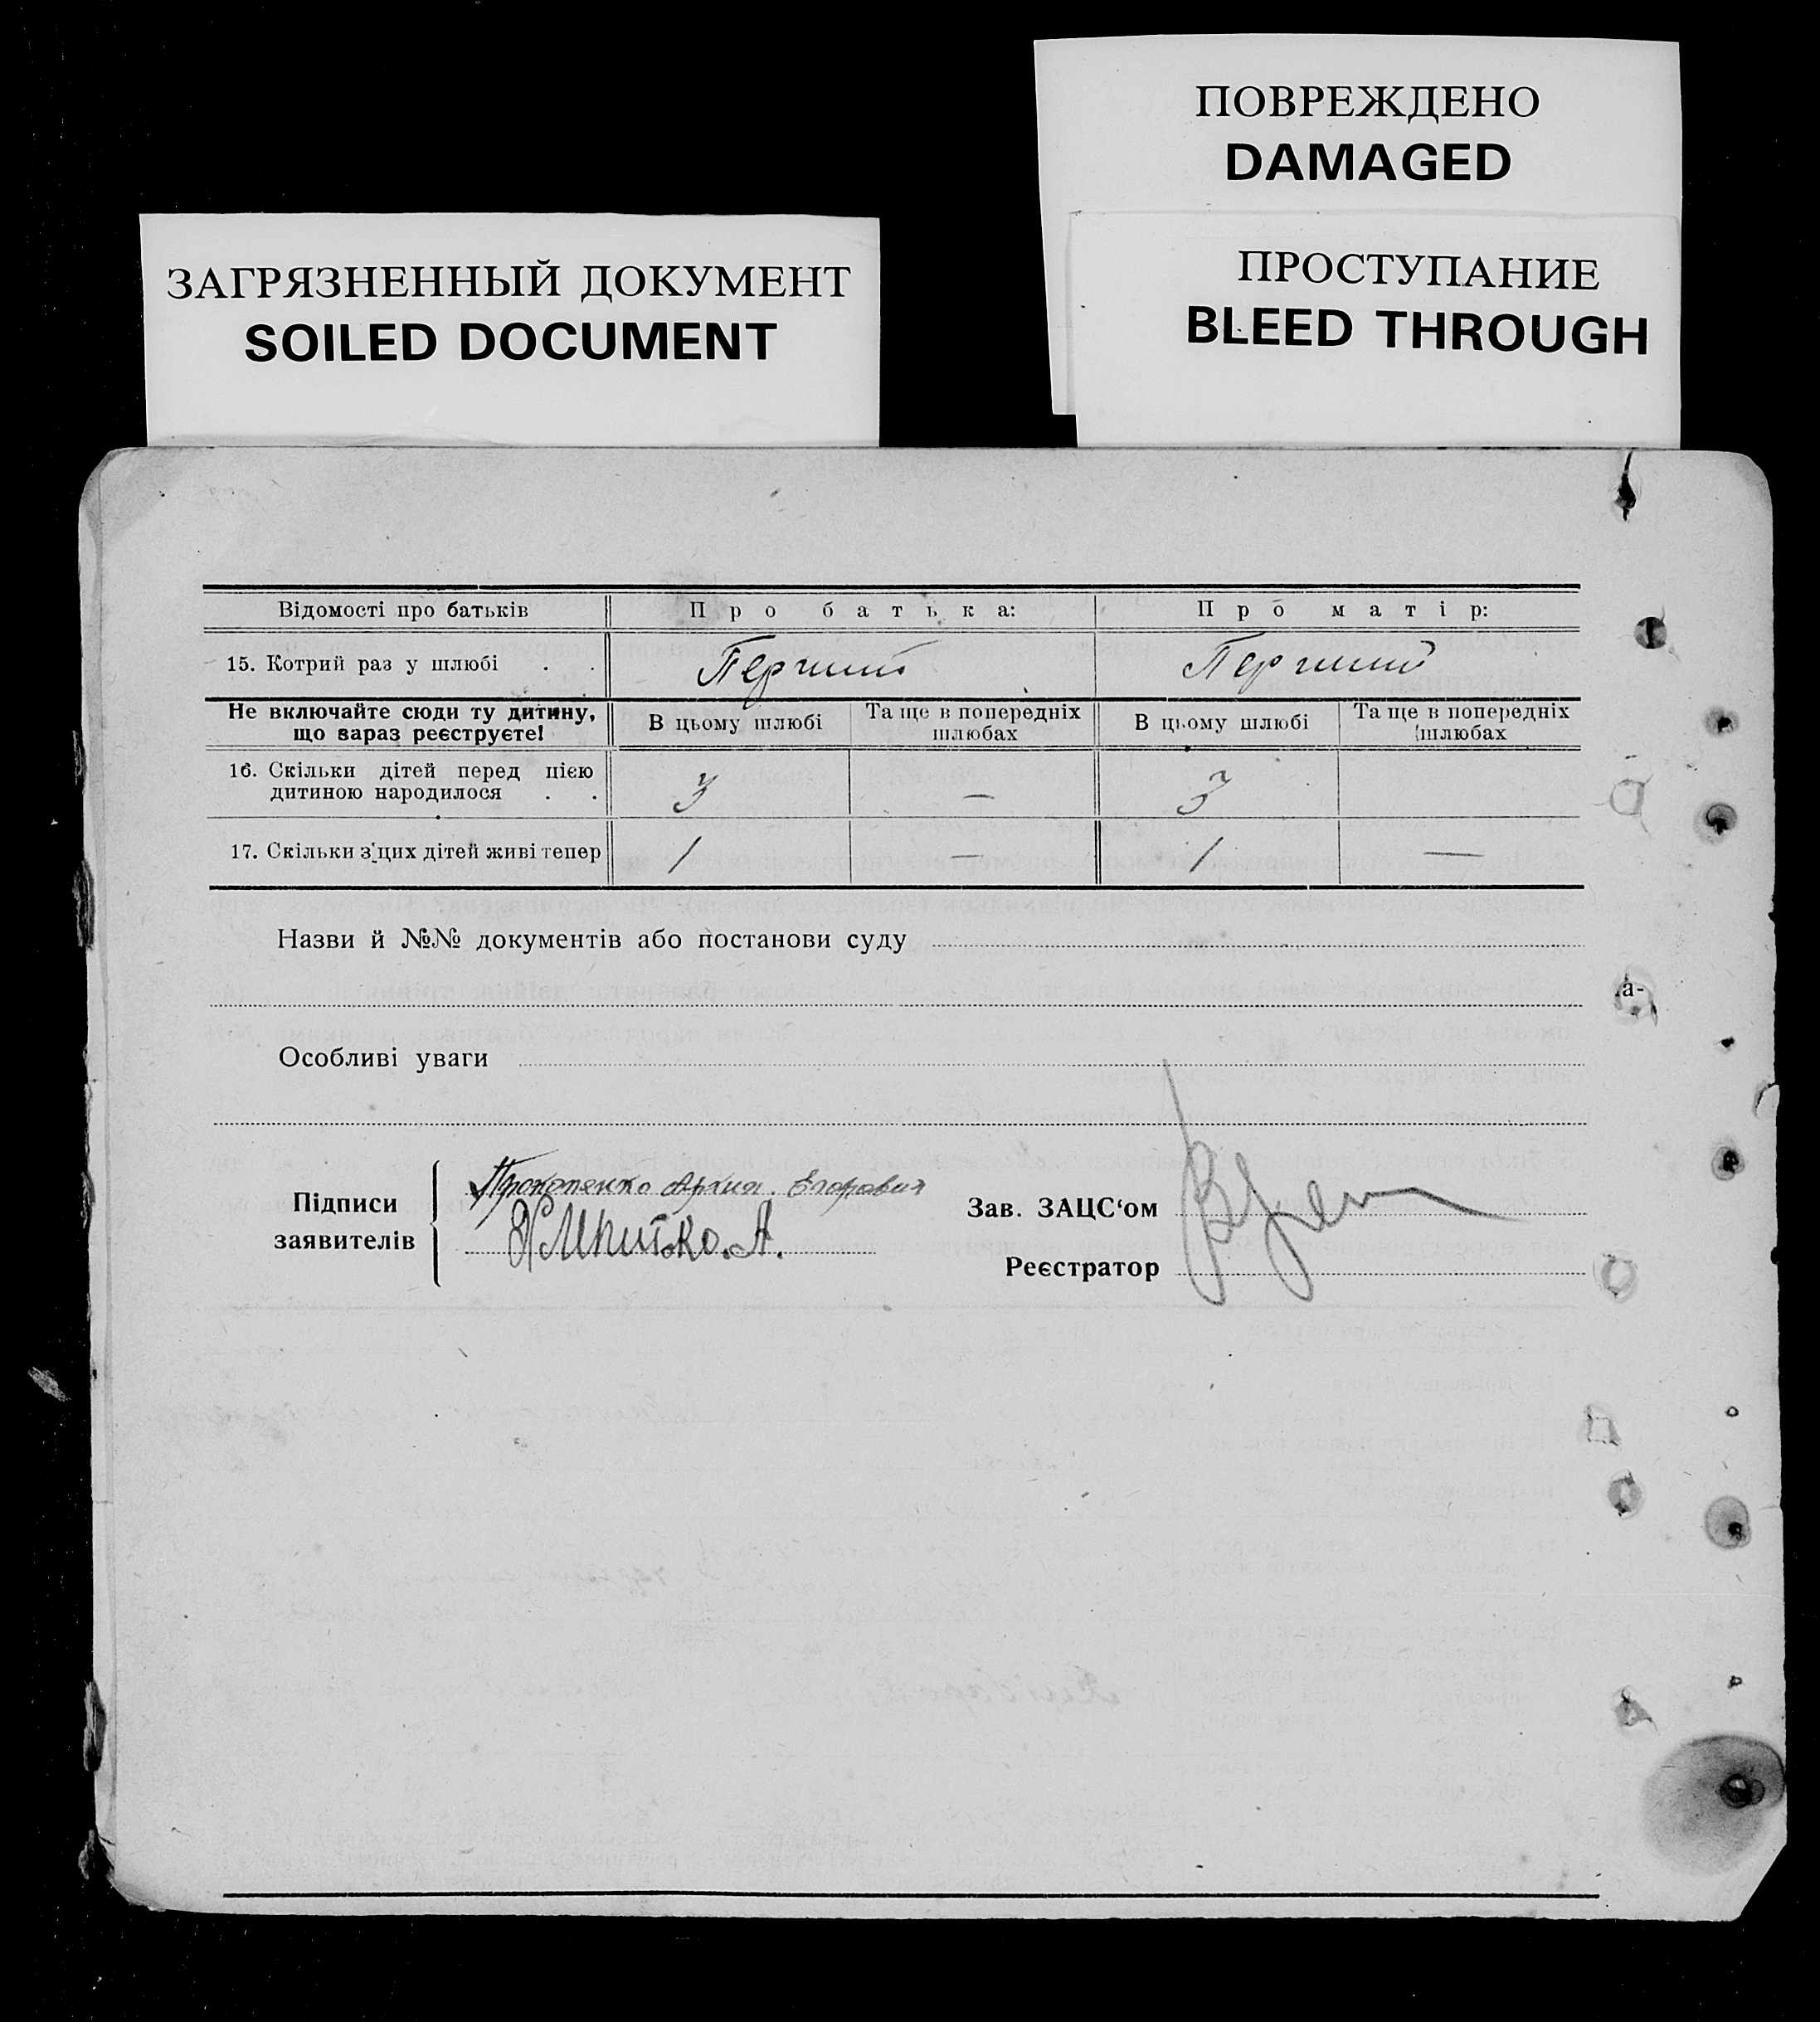 ПОВРЕЖДЕНО
DAMAGED
ПРОСТУПАНИЕ
BLEED THROUGH
ЗАГРЯЗНЕННЫЙ ДОКУМЕНТ
SOILED DOCUMENT
Відомості про батьків Про батька: Про матір:
15. Котрий раз у шлюбі . . Перший Перший
Не включайте сюди ту дитину, що зараз реєструєте! В цьому шлюбі Та ще в попередніх шлюбах В цьому шлюбі Та ще в попередніх шлюбах
16. Скільки дітей перед цією
дитиною народилося . . 3 — 3
17. Скільки з'цих дітей живі тепер 1 — 1 —
Назви й №№ документів або постанови суду
а-
Особливі уваги
Підписи заявителів
Прокопенко Архип Егорович
А.
Зав. ЗАЦС‘ом
Реєстратор